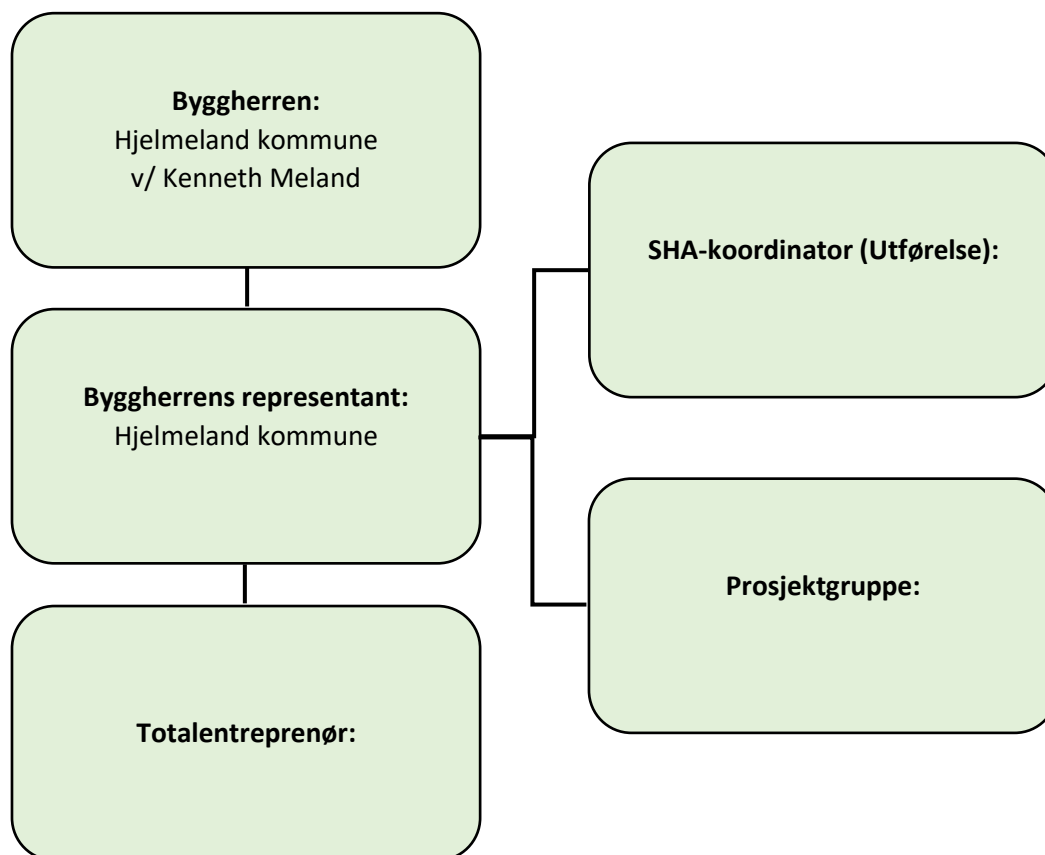 Byggherren:
Hjelmeland kommune
v/ Kenneth Meland
SHA-koordinator (Utførelse):
Byggherrens representant:
Hjelmeland kommune
Prosjektgruppe:
Totalentreprenør: